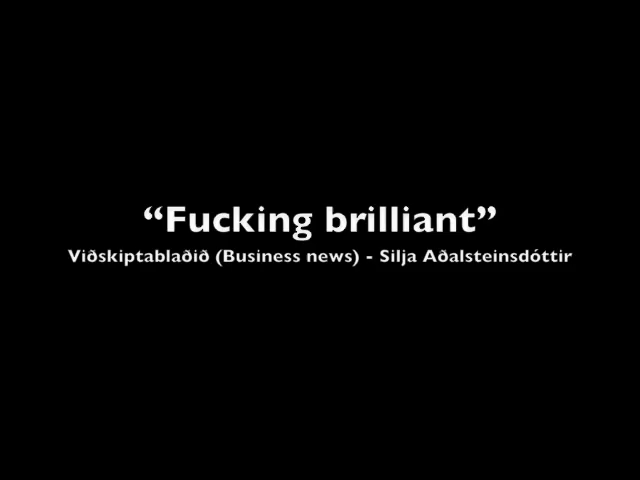 “Fucking brilliant”
Viðskiptablaðið (Business news) - Silja Aðalsteinsdóttir